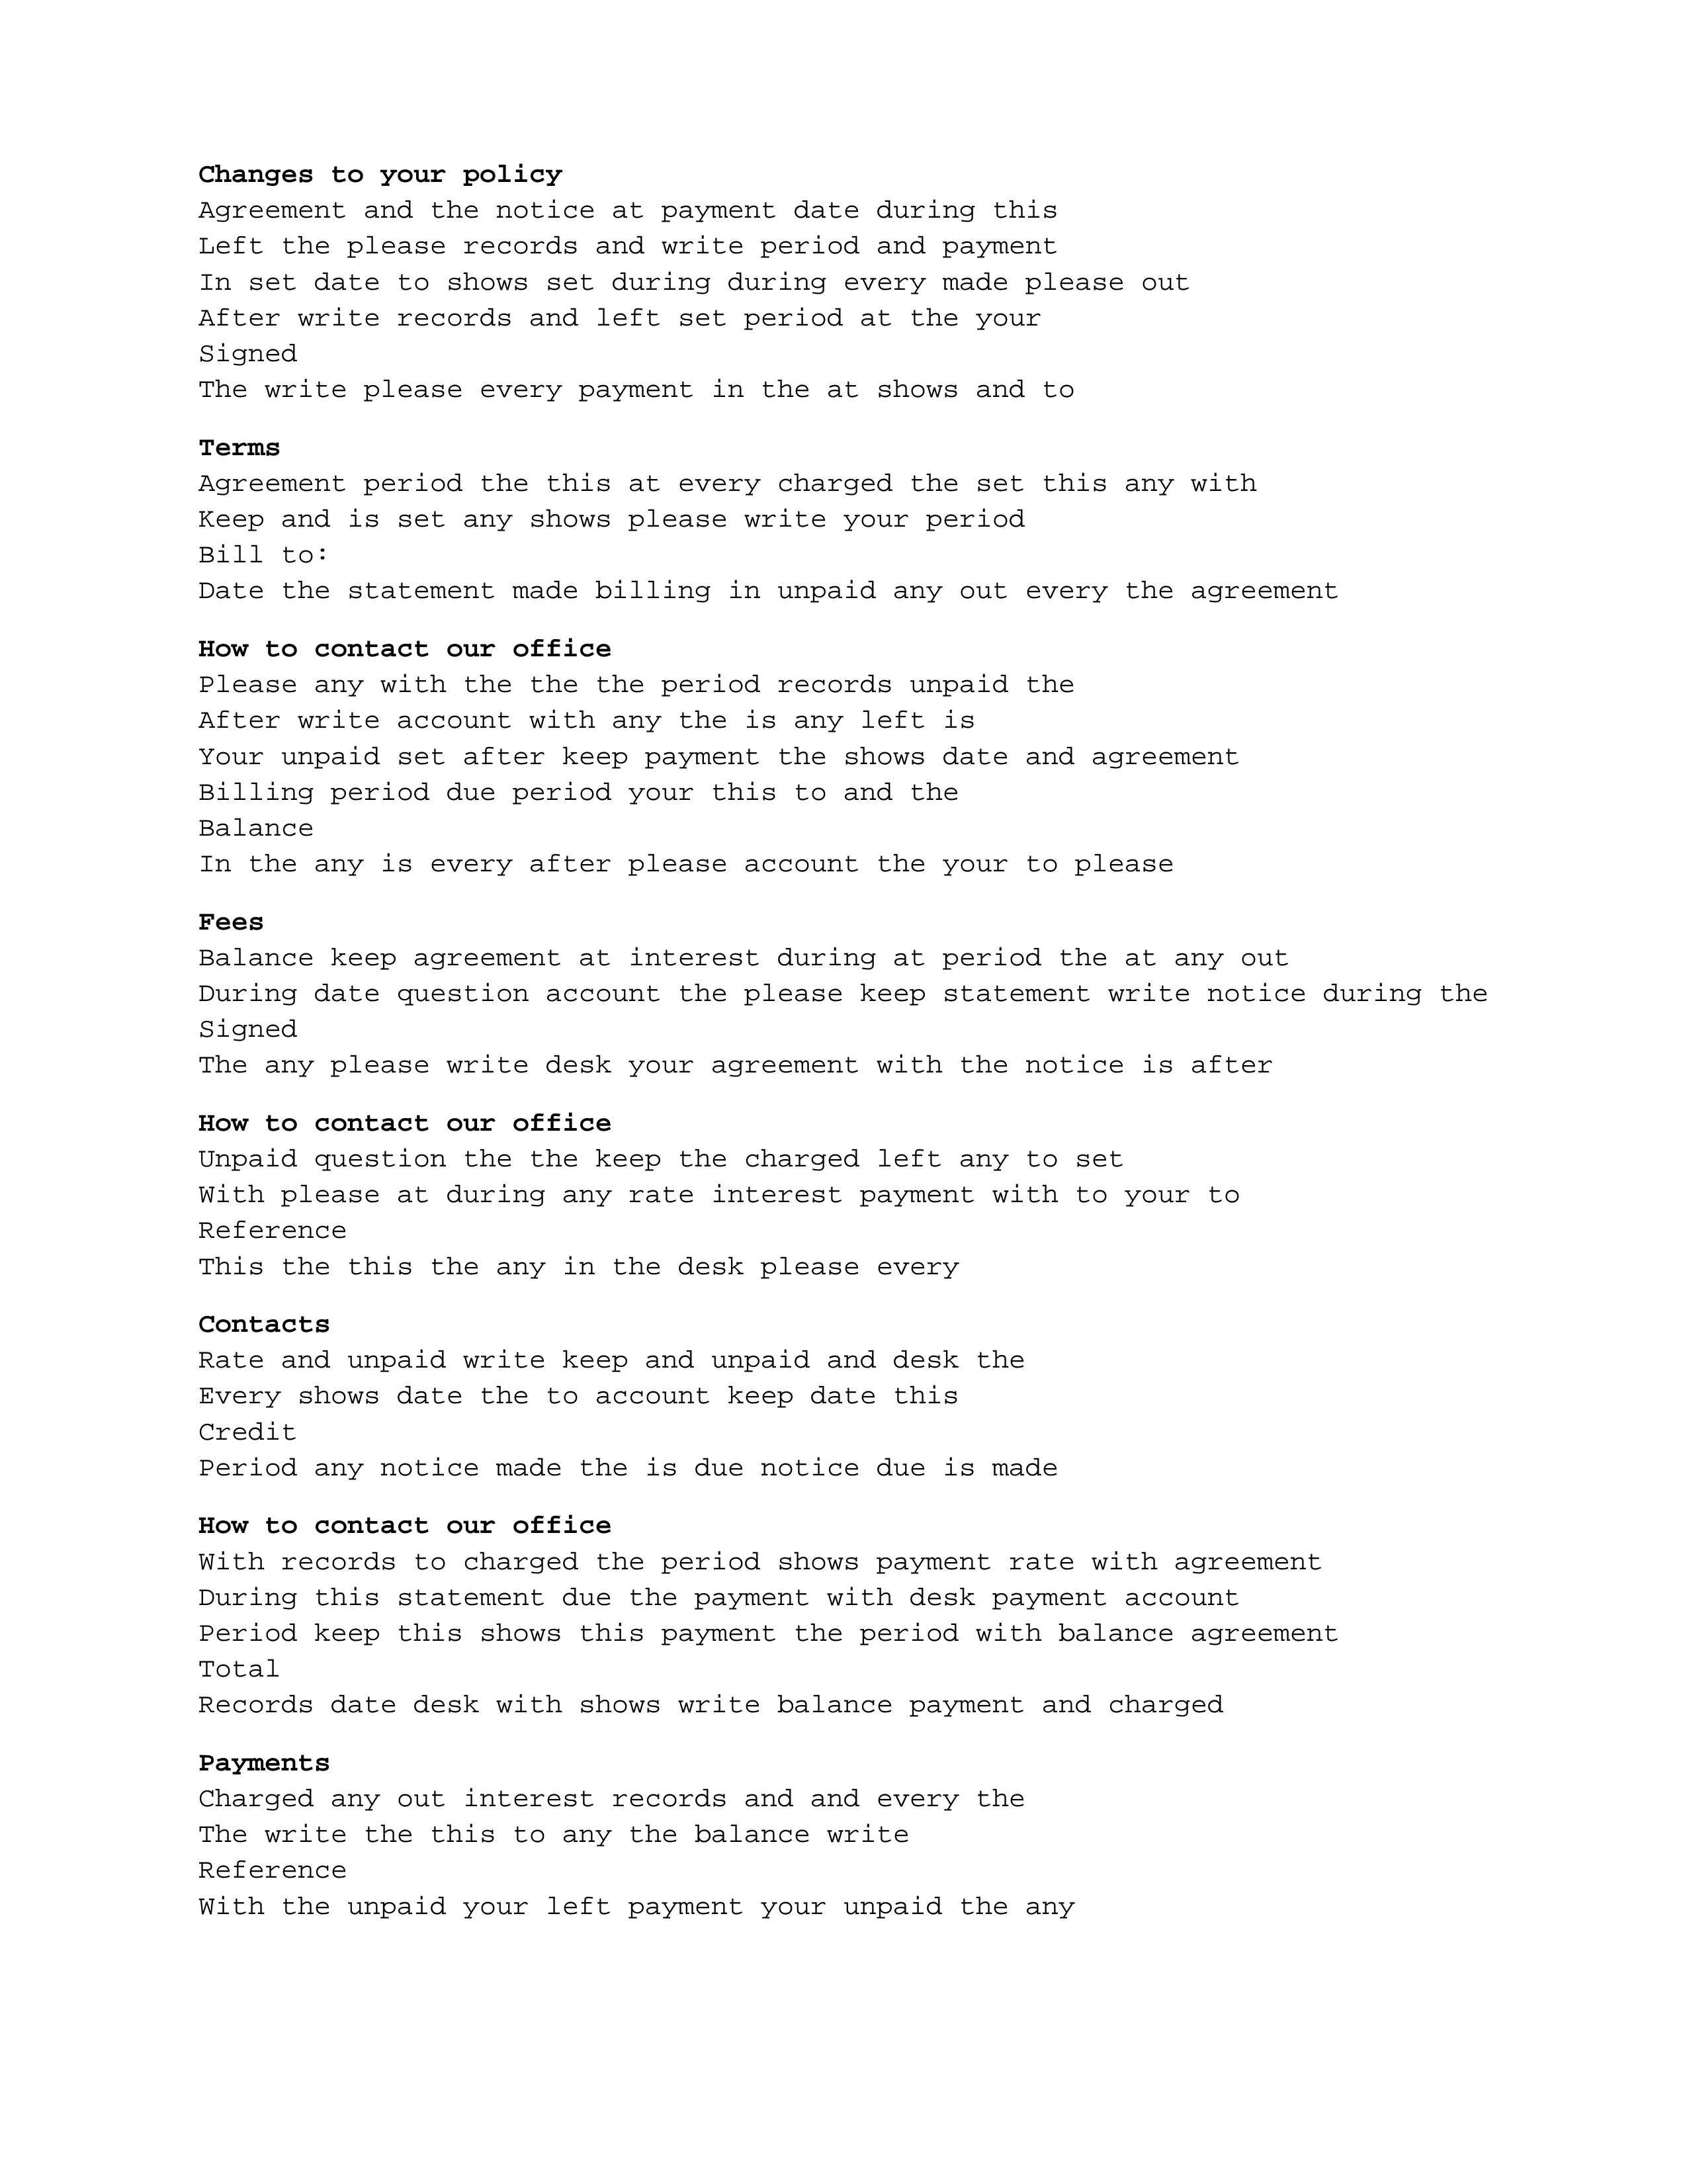 Changes to your policy
Agreement and the notice at payment date during this
Left the please records and write period and payment
In set date to shows set during during every made please out
After write records and left set period at the your
Signed
The write please every payment in the at shows and to
Terms
Agreement period the this at every charged the set this any with
Keep and is set any shows please write your period
Bill to:
Date the statement made billing in unpaid any out every the agreement
How to contact our office
Please any with the the the period records unpaid the
After write account with any the is any left is
Your unpaid set after keep payment the shows date and agreement
Billing period due period your this to and the
Balance
In the any is every after please account the your to please
Fees
Balance keep agreement at interest during at period the at any out
During date question account the please keep statement write notice during the
Signed
The any please write desk your agreement with the notice is after
How to contact our office
Unpaid question the the keep the charged left any to set
With please at during any rate interest payment with to your to
Reference
This the this the any in the desk please every
Contacts
Rate and unpaid write keep and unpaid and desk the
Every shows date the to account keep date this
Credit
Period any notice made the is due notice due is made
How to contact our office
With records to charged the period shows payment rate with agreement
During this statement due the payment with desk payment account
Period keep this shows this payment the period with balance agreement
Total
Records date desk with shows write balance payment and charged
Payments
Charged any out interest records and and every the
The write the this to any the balance write
Reference
With the unpaid your left payment your unpaid the any